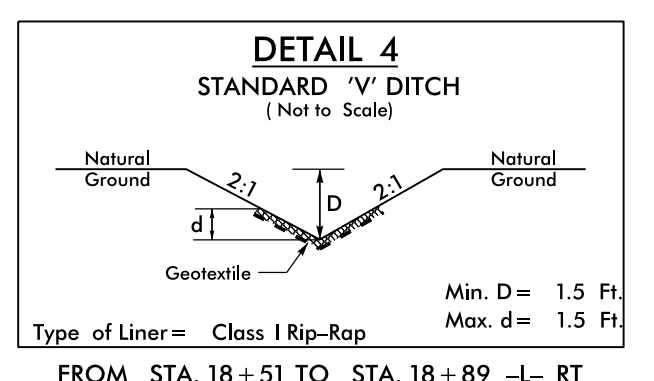 DETAIL 4
STANDARD 'V' DITCH
( Not to Scale)
Natural
Ground
2:1
D
2:1
Natural
Ground
d
Geotextile
Min. D = 1.5 Ft.
Max. d = 1.5 Ft.
Type of Liner = Class I Rip-Rap
FROM STA. 18+51 TO STA. 18+89 -L- RT